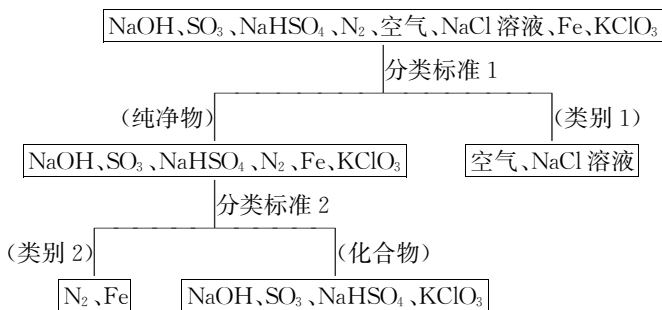 NaOH、SO₃、NaHSO₄、N₂、空气、NaCl 溶液、Fe、KClO₃
分类标准 1
(纯净物) (类别 1)
NaOH、SO₃、NaHSO₄、N₂、Fe、KClO₃ 空气、NaCl 溶液
分类标准 2
(类别 2) (化合物)
N₂、Fe NaOH、SO₃、NaHSO₄、KClO₃